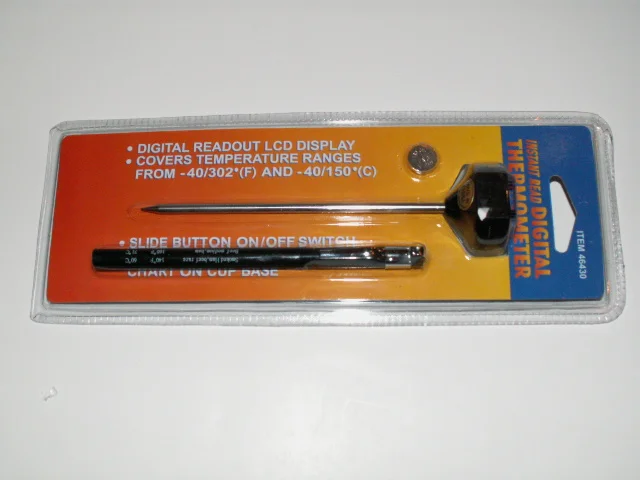 • DIGITAL READOUT LCD DISPLAY
• COVERS TEMPERATURE RANGES
FROM -40/302°(F) AND -40/150°(C)
• SLIDE BUTTON ON/OFF SWITCH
CHART ON CUP BASE
INSTANT READ DIGITAL
THERMOMETER
ITEM 46430